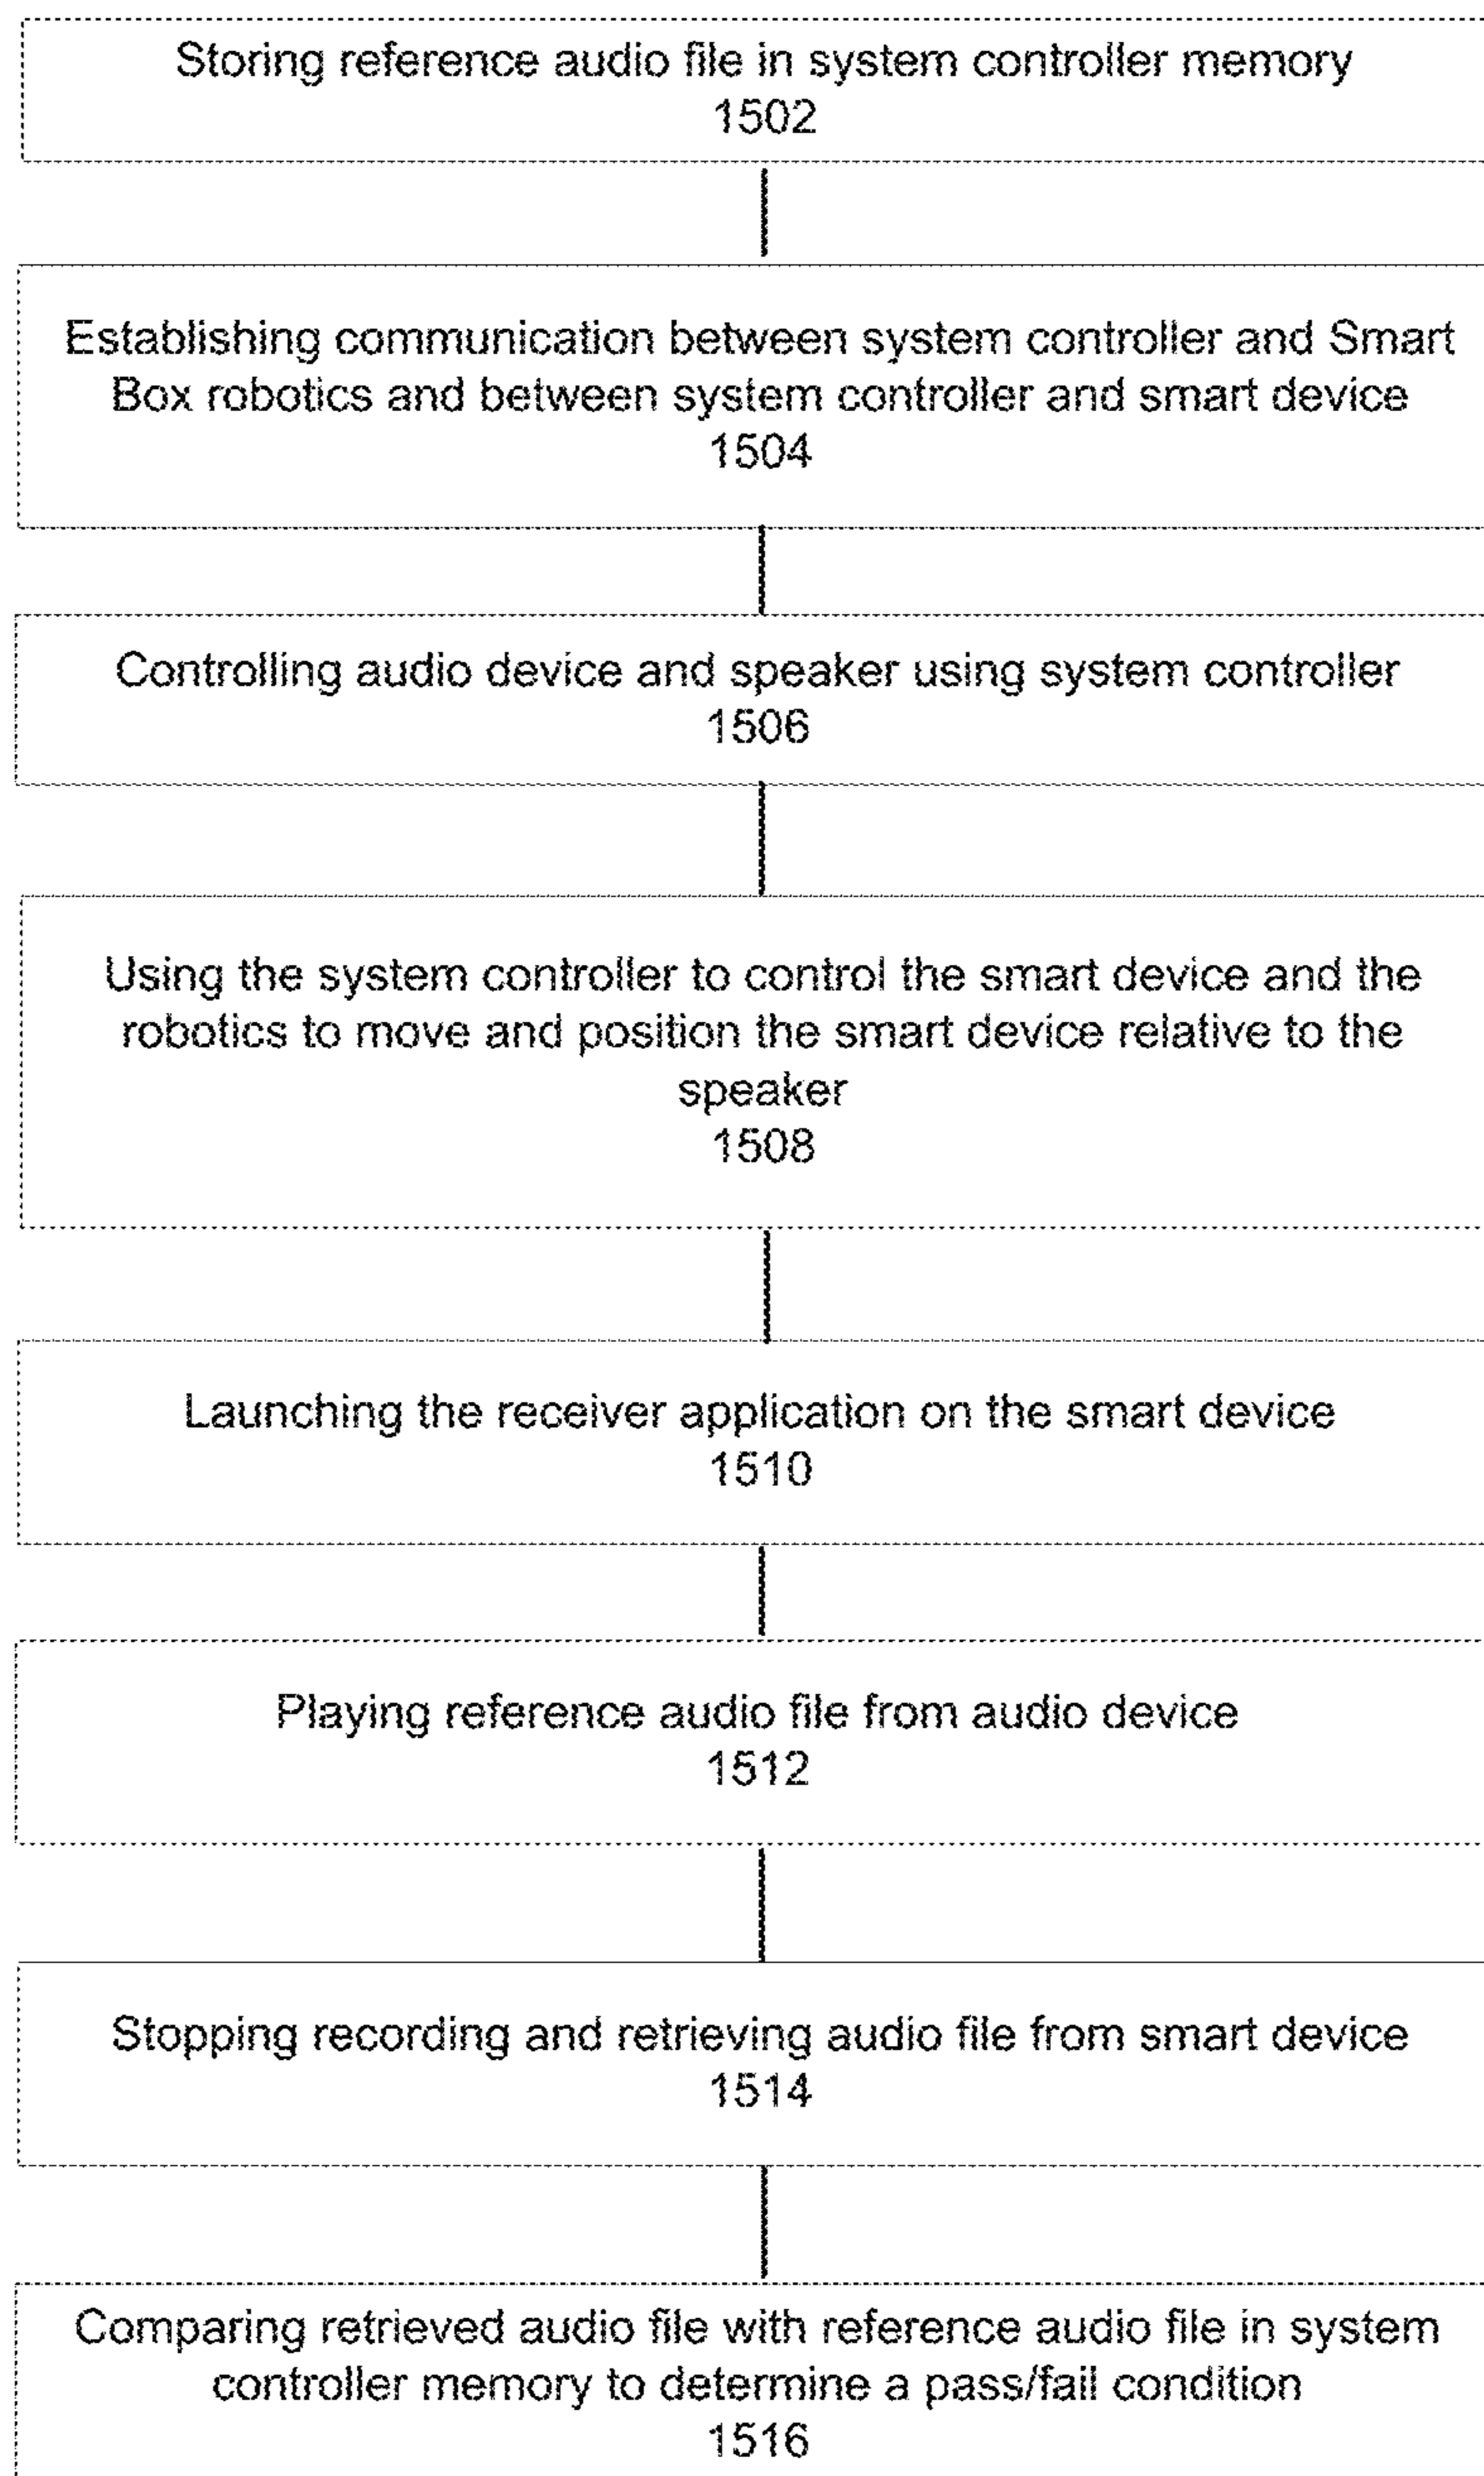 Storing reference audio file in system controller memory
1502
Establishing communication between system controller and Smart
Box robotics and between system controller and smart device
1504
Controlling audio device and speaker using system controller
1506
Using the system controller to control the smart device and the
robotics to move and position the smart device relative to the
speaker
1508
Launching the receiver application on the smart device
1510
Playing reference audio file from audio device
1512
Stopping recording and retrieving audio file from smart device
1514
Comparing retrieved audio file with reference audio file in system
controller memory to determine a pass/fail condition
1516